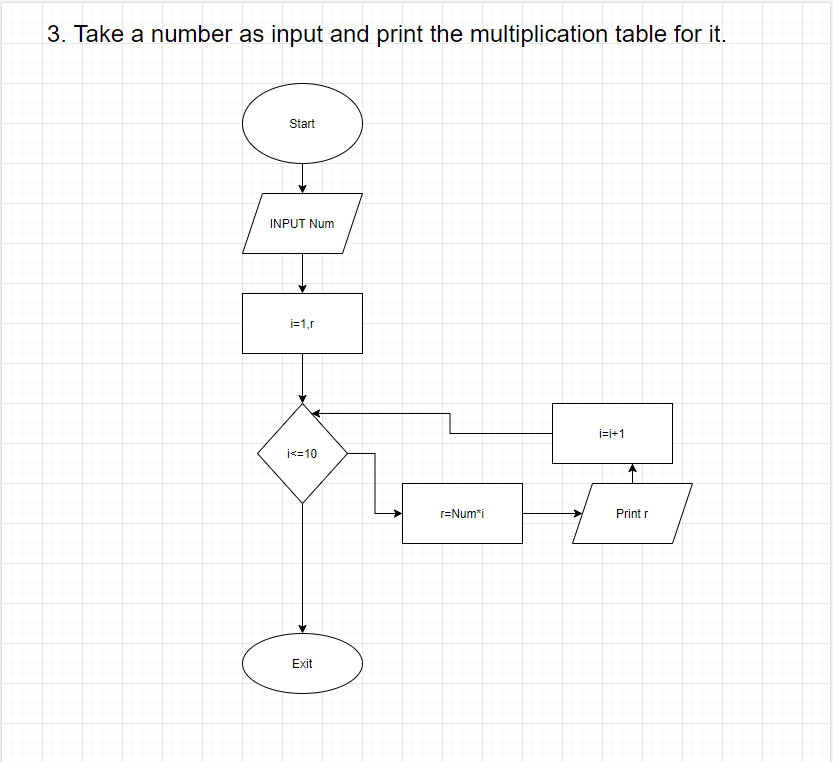 3. Take a number as input and print the multiplication table for it.
Start
INPUT Num
i=1,r
i<=10
r=Num*i
Print r
i=i+1
Exit